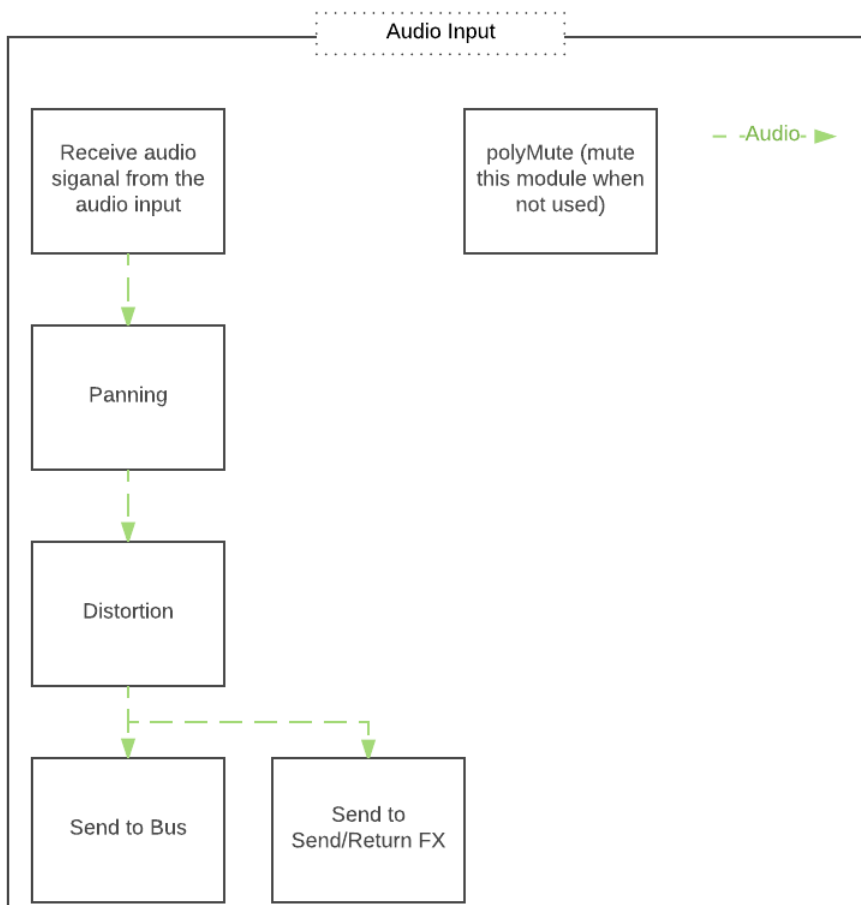 Audio Input
Receive audio
siganal from the
audio input
polyMute (mute
this module when
not used)
Audio
Panning
Distortion
Send to Bus
Send to
Send/Return FX